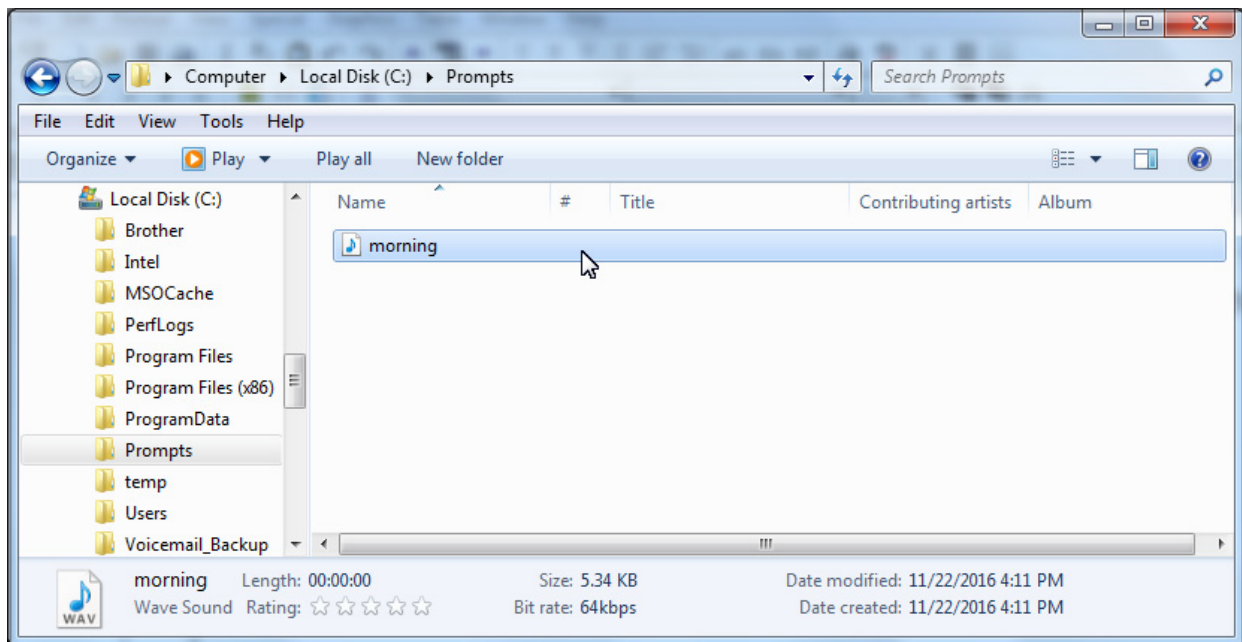 Computer Local Disk (C:) Prompts Search Prompts
File Edit View Tools Help
Organize Play Play all New folder
Local Disk (C:) Name # Title Contributing artists Album
Brother
morning
Intel
MSOCache
PerfLogs
Program Files
Program Files (x86)
ProgramData
Prompts
temp
Users
Voicemail_Backup
morning Length: 00:00:00 Size: 5.34 KB Date modified: 11/22/2016 4:11 PM
WAV Wave Sound Rating: Bit rate: 64kbps Date created: 11/22/2016 4:11 PM